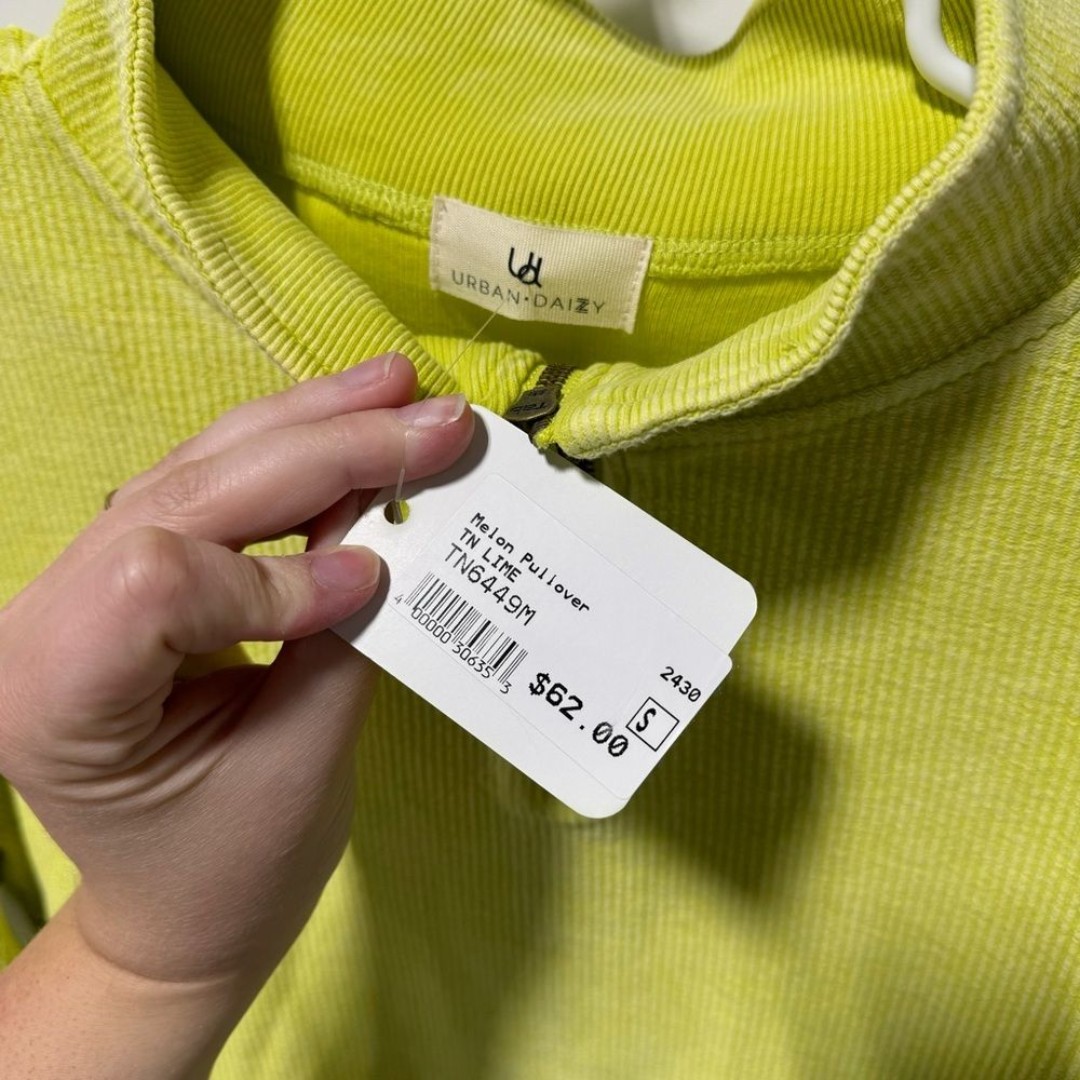 ud
URBAN·DAIZY
Melon Pullover
TN LIME
TN6449M
4 00000 30635 3
$62.00
2430
S